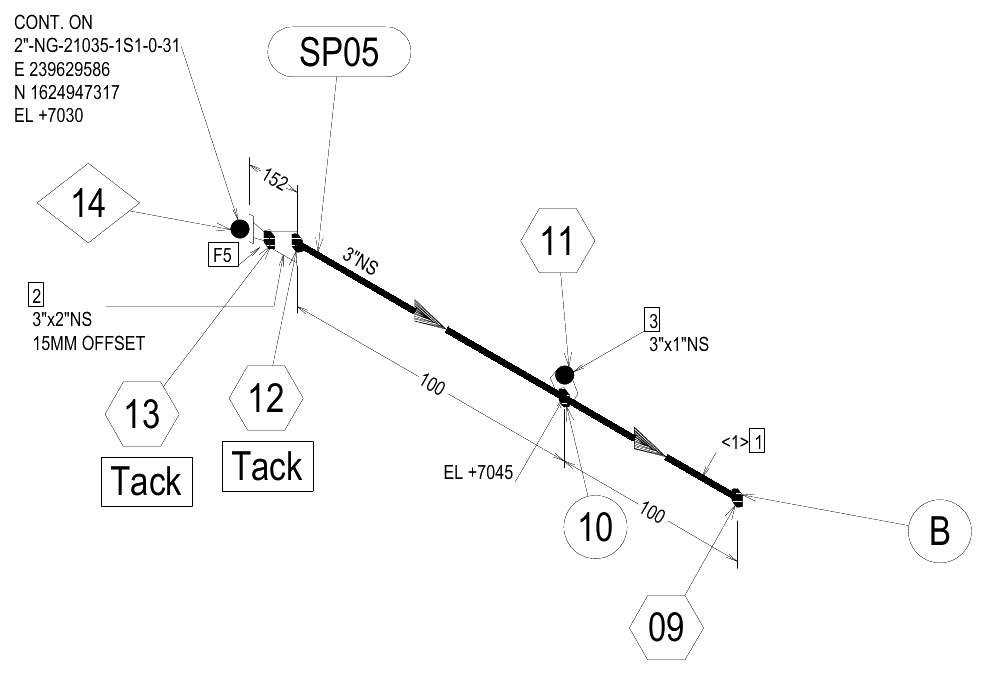 CONT. ON
2"-NG-21035-1S1-0-31
E 239629586
N 1624947317
EL +7030
SP05
152
14
F5
3"NS
11
2
3"x2"NS
15MM OFFSET
3
3"x1"NS
13
12
100
Tack
Tack
<1> 1
EL +7045
10
100
B
09